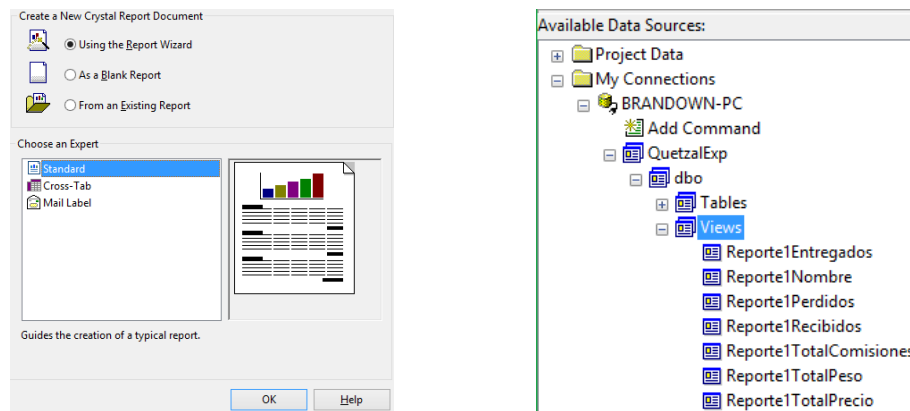 Create a New Crystal Report Document
Using the Report Wizard
As a Blank Report
From an Existing Report
Choose an Expert
Standard
Cross-Tab
Mail Label
Guides the creation of a typical report.
OK
Help
Available Data Sources:
Project Data
My Connections
BRANDOWN-PC
Add Command
QuetzalExp
dbo
Tables
Views
Reporte1Entregados
Reporte1Nombre
Reporte1Perdidos
Reporte1Recibidos
Reporte1TotalComisiones
Reporte1TotalPeso
Reporte1TotalPrecio